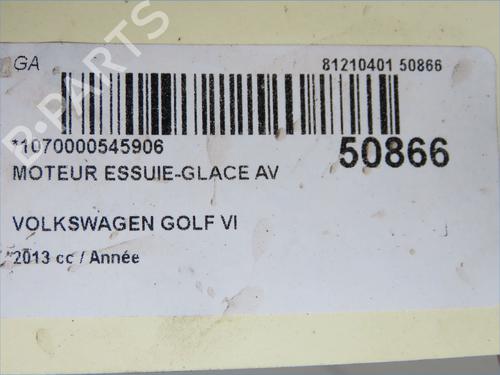 GA 81210401 50866
*1070000545906 50866
MOTEUR ESSUIE-GLACE AV
VOLKSWAGEN GOLF VI
2013 cc / Année
B-PARTS